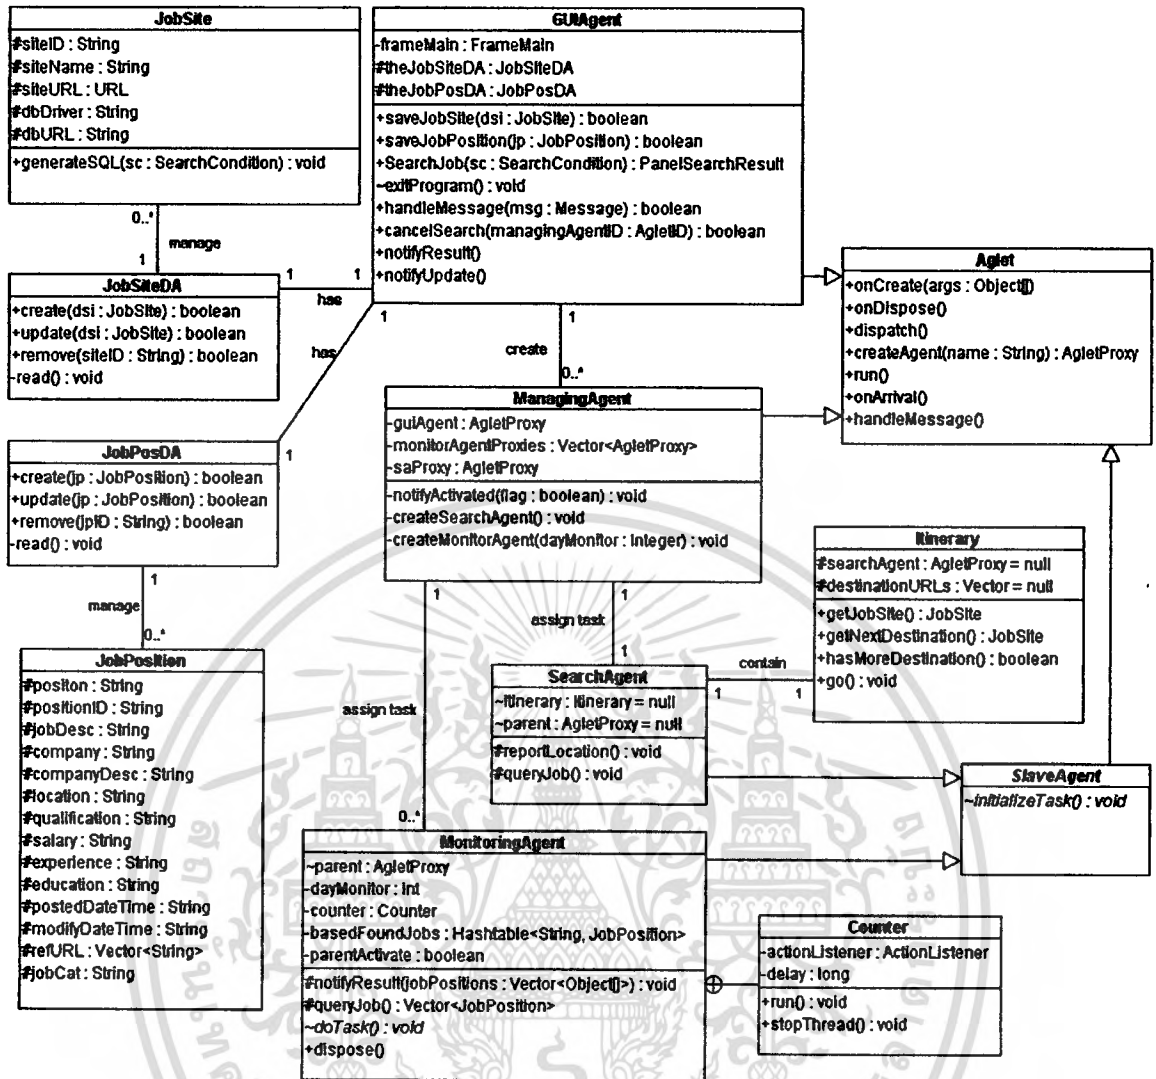 JobSite
#siteID : String
#siteName : String
#siteURL : URL
#dbDriver : String
#dbURL : String
+generateSQL(sc : SearchCondition) : void
GUIAgent
-frameMain : FrameMain
#theJobSiteDA : JobSiteDA
#theJobPosDA : JobPosDA
+saveJobSite(dsi : JobSite) : boolean
+saveJobPosition(jp : JobPosition) : boolean
+SearchJob(sc : SearchCondition) : PanelSearchResult
~exitProgram() : void
+handleMessage(msg : Message) : boolean
+cancelSearch(managingAgentID : AgletID) : boolean
+notifyResult()
+notifyUpdate()
0..*
manage
1
JobSiteDA
+create(dsi : JobSite) : boolean
+update(dsi : JobSite) : boolean
+remove(siteID : String) : boolean
-read() : void
1
1
has
has
1
1
create
0..*
Aglet
+onCreate(args : Object[])
+onDispose()
+dispatch()
+createAgent(name : String) : AgletProxy
+run()
+onArrival()
+handleMessage()
ManagingAgent
-guiAgent : AgletProxy
-monitorAgentProxies : Vector<AgletProxy>
-saProxy : AgletProxy
-notifyActivated(flag : boolean) : void
-createSearchAgent() : void
-createMonitorAgent(dayMonitor : Integer) : void
JobPosDA
+create(jp : JobPosition) : boolean
+update(jp : JobPosition) : boolean
+remove(jpID : String) : boolean
-read() : void
1
1
manage
0..*
Itinerary
#searchAgent : AgletProxy = null
#destinationURLs : Vector = null
+getJobSite() : JobSite
+getNextDestination() : JobSite
+hasMoreDestination() : boolean
+go() : void
1
1
assign task
1
SearchAgent
~itinerary : Itinerary = null
~parent : AgletProxy = null
#reportLocation() : void
#queryJob() : void
contain
1
1
JobPosition
#positon : String
#positionID : String
#jobDesc : String
#company : String
#companyDesc : String
#location : String
#qualification : String
#salary : String
#experience : String
#education : String
#postedDateTime : String
#modifyDateTime : String
#refURL : Vector<String>
#jobCat : String
assign task
0..*
SlaveAgent
~initializeTask() : void
MonitoringAgent
~parent : AgletProxy
-dayMonitor : int
-counter : Counter
-basedFoundJobs : Hashtable<String, JobPosition>
-parentActivate : boolean
#notifyResult(jobPositions : Vector<Object[]>) : void
#queryJob() : Vector<JobPosition>
~doTask() : void
+dispose()
Counter
-actionListener : ActionListener
-delay : long
+run() : void
+stopThread() : void